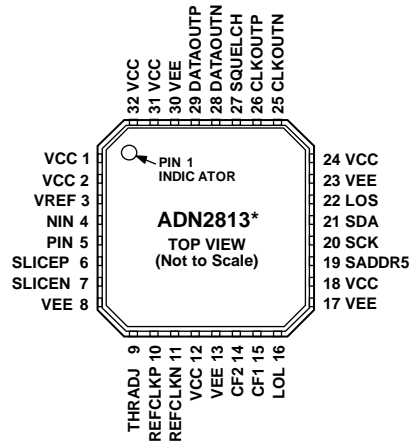 32 VCC
31 VCC
30 VEE
29 DATAOUTP
28 DATAOUTN
27 SQUELCH
26 CLKOUTP
25 CLKOUTN
VCC 1
VCC 2
VREF 3
NIN 4
PIN 5
SLICEP 6
SLICEN 7
VEE 8
PIN 1
INDIC ATOR
ADN2813*
TOP VIEW
(Not to Scale)
24 VCC
23 VEE
22 LOS
21 SDA
20 SCK
19 SADDR5
18 VCC
17 VEE
THRADJ 9
REFCLKP 10
REFCLKN 11
VCC 12
VEE 13
CF2 14
CF1 15
LOL 16